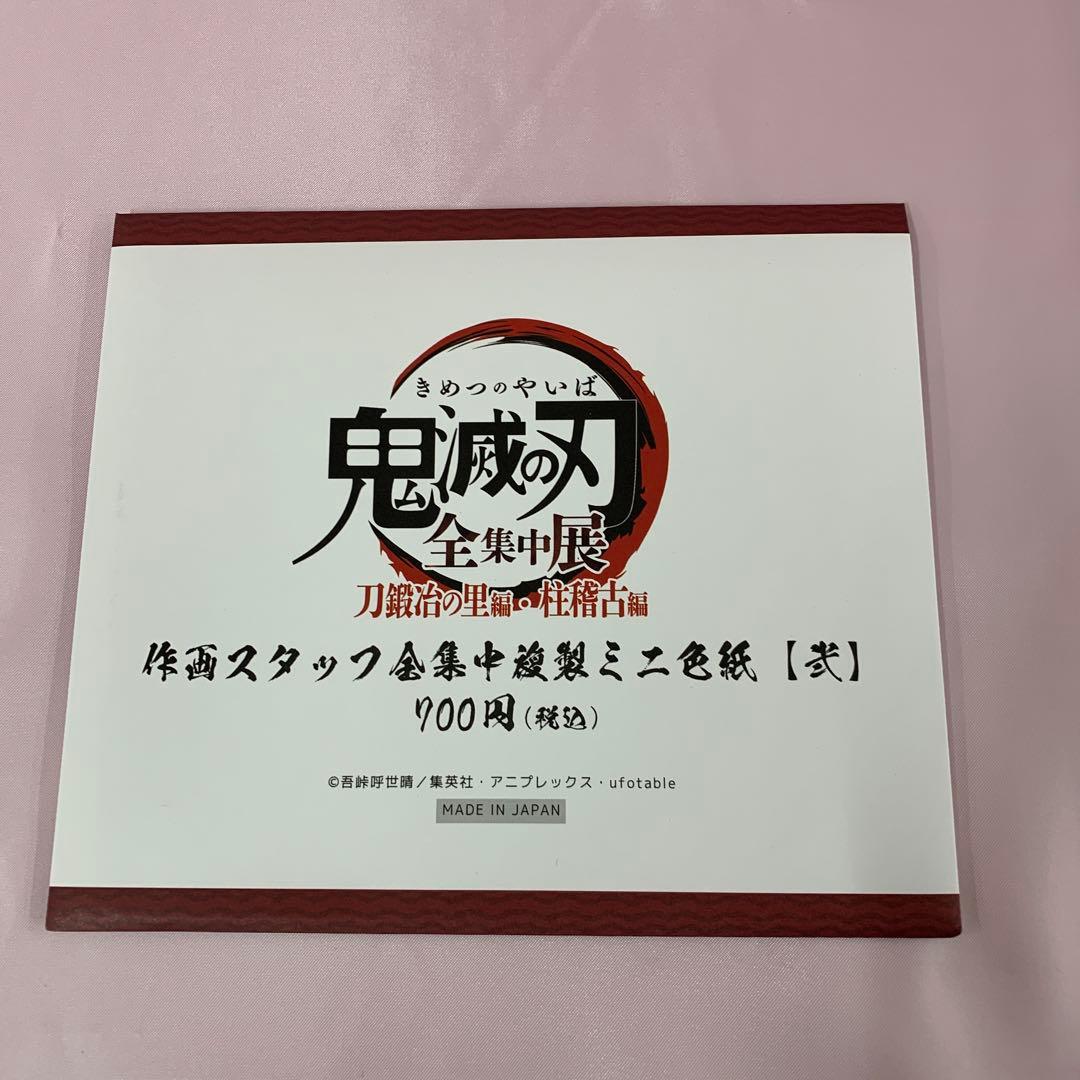 きめつのやいば
鬼滅の刃
全集中展
刀鍛冶の里編・柱稽古編
作画スタッフ全集中複製ミニ色紙【弐】
700円(税込)
©吾峠呼世晴／集英社・アニプレックス・ufotable
MADE IN JAPAN